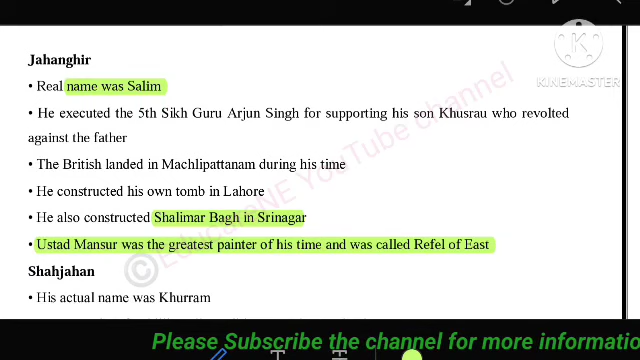 Jahanghir
• Real name was Salim
• He executed the 5th Sikh Guru Arjun Singh for supporting his son Khusrau who revolted
against the father
• The British landed in Machlipattanam during his time
• He constructed his own tomb in Lahore
• He also constructed Shalimar Bagh in Srinagar
• Ustad Mansur was the greatest painter of his time and was called Refel of East
Shahjahan
• His actual name was Khurram
©EducareNE YouTube channel
KINEMASTER
Please Subscribe the channel for more informatio